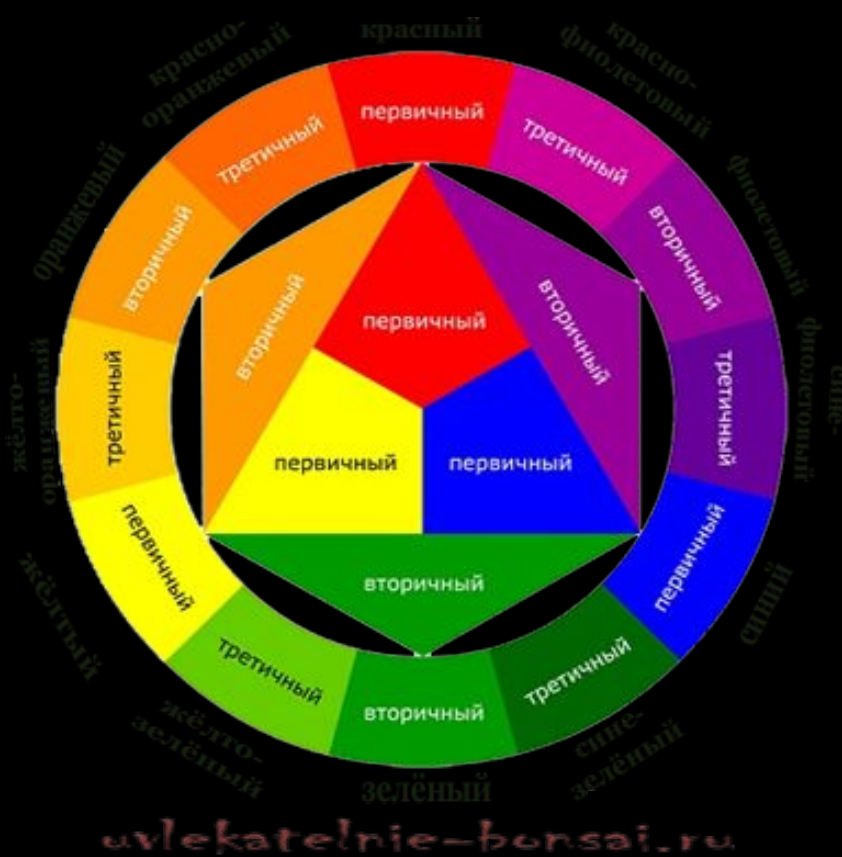 красный
красно-
оранжевый
красно-
фиолетовый
первичный
третичный
третичный
оранжевый
фиолетовый
вторичный
вторичный
вторичный
вторичный
первичный
жёлто-
оранжевый
сине-
фиолетовый
третичный
третичный
первичный
первичный
первичный
первичный
жёлтый
синий
вторичный
третичный
третичный
вторичный
жёлто-
зелёный
сине-
зелёный
зелёный
uvlekatelnie-bonsai.ru